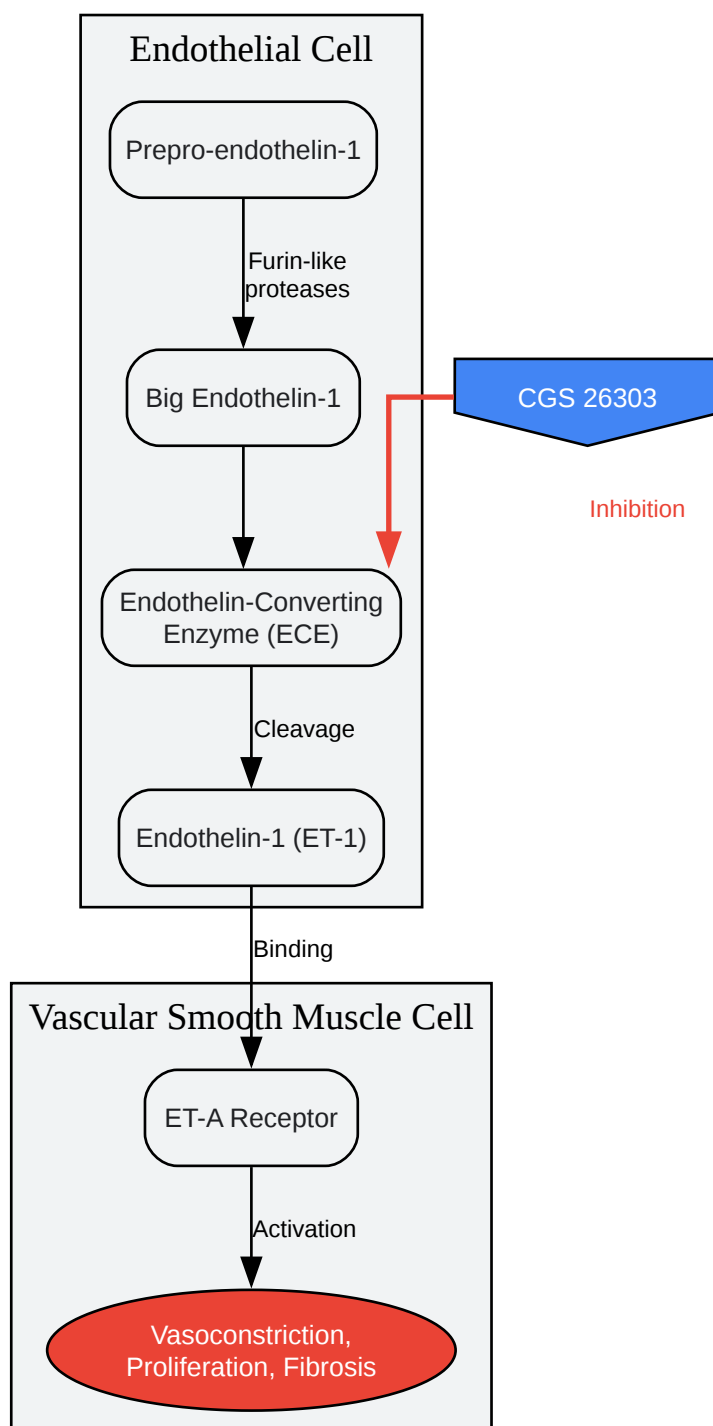 Endothelial Cell
Prepro-endothelin-1
Furin-like
proteases
Big Endothelin-1
CGS 26303
Inhibition
Endothelin-Converting
Enzyme (ECE)
Cleavage
Endothelin-1 (ET-1)
Binding
Vascular Smooth Muscle Cell
ET-A Receptor
Activation
Vasoconstriction,
Proliferation, Fibrosis